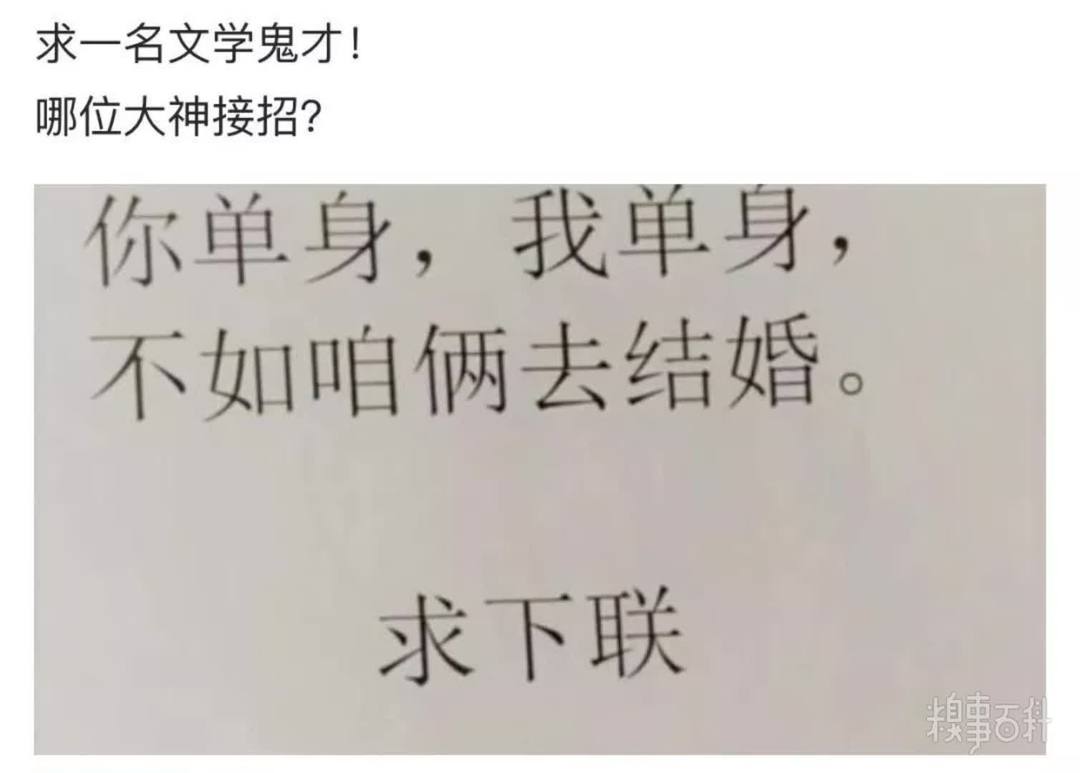 求一名文学鬼才！
哪位大神接招？
你单身，我单身，
不如咱俩去结婚。
求下联
糗事百科